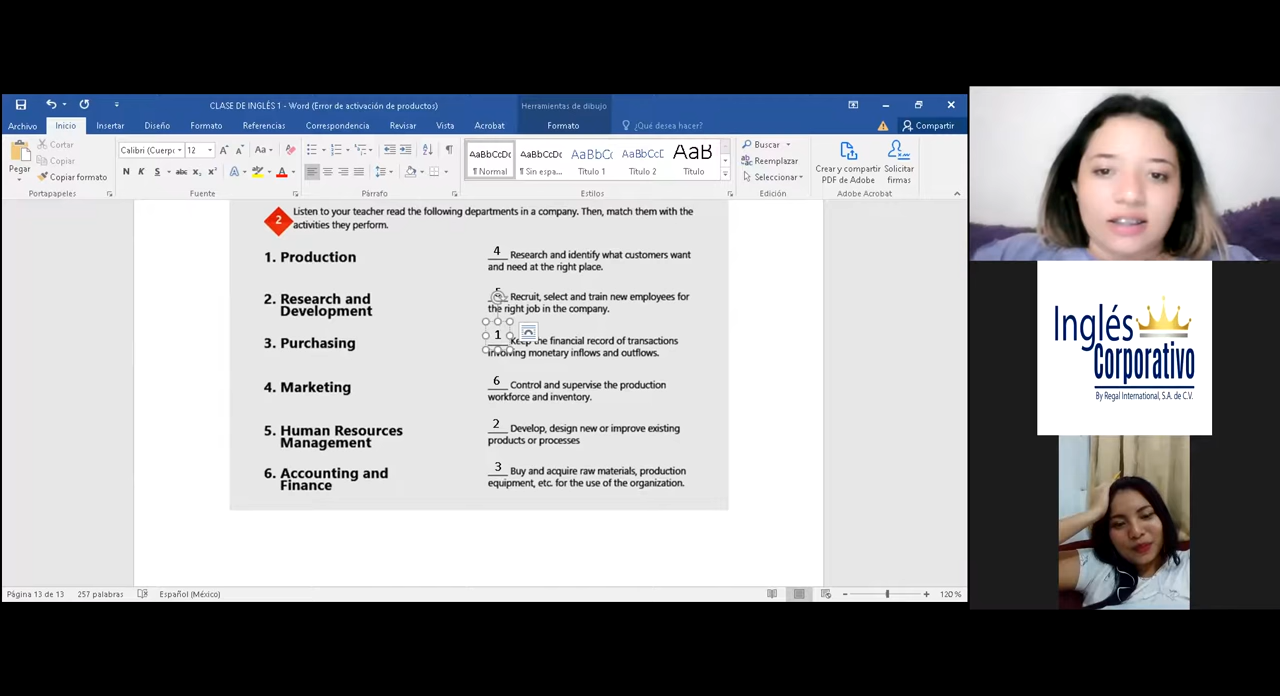 CLASE DE INGLÉS 1 - Word (Error de activación de productos)
Herramientas de dibujo
Archivo Inicio Insertar Diseño Formato Referencias Correspondencia Revisar Vista Acrobat Formato ¿Qué desea hacer? Compartir
Pegar
Cortar
Copiar
Copiar formato
Portapapeles
Calibri (Cuerp 12
Aa
N K S abc x₂ x²
Fuente
Párrafo
AaBbCcDc AaBbCcDc AaBbC AaBbCcE AaB
¶ Normal ¶ Sin espa... Título 1 Título 2 Título
Estilos
Buscar
Reemplazar
Seleccionar
Edición
Crear y compartir PDF de Adobe
Solicitar firmas
Adobe Acrobat
2
Listen to your teacher read the following departments in a company. Then, match them with the
activities they perform.
1. Production
4 Research and identify what customers want
and need at the right place.
2. Research and
Development
Recruit, select and train new employees for
the right job in the company.
3. Purchasing
1 Keep the financial record of transactions
involving monetary inflows and outflows.
4. Marketing
6 Control and supervise the production
workforce and inventory.
5. Human Resources
Management
2 Develop, design new or improve existing
products or processes
6. Accounting and
Finance
3 Buy and acquire raw materials, production
equipment, etc. for the use of the organization.
Página 13 de 13 257 palabras Español (México) 120 %
Inglés
Corporativo
By Regal International, S.A. de C.V.